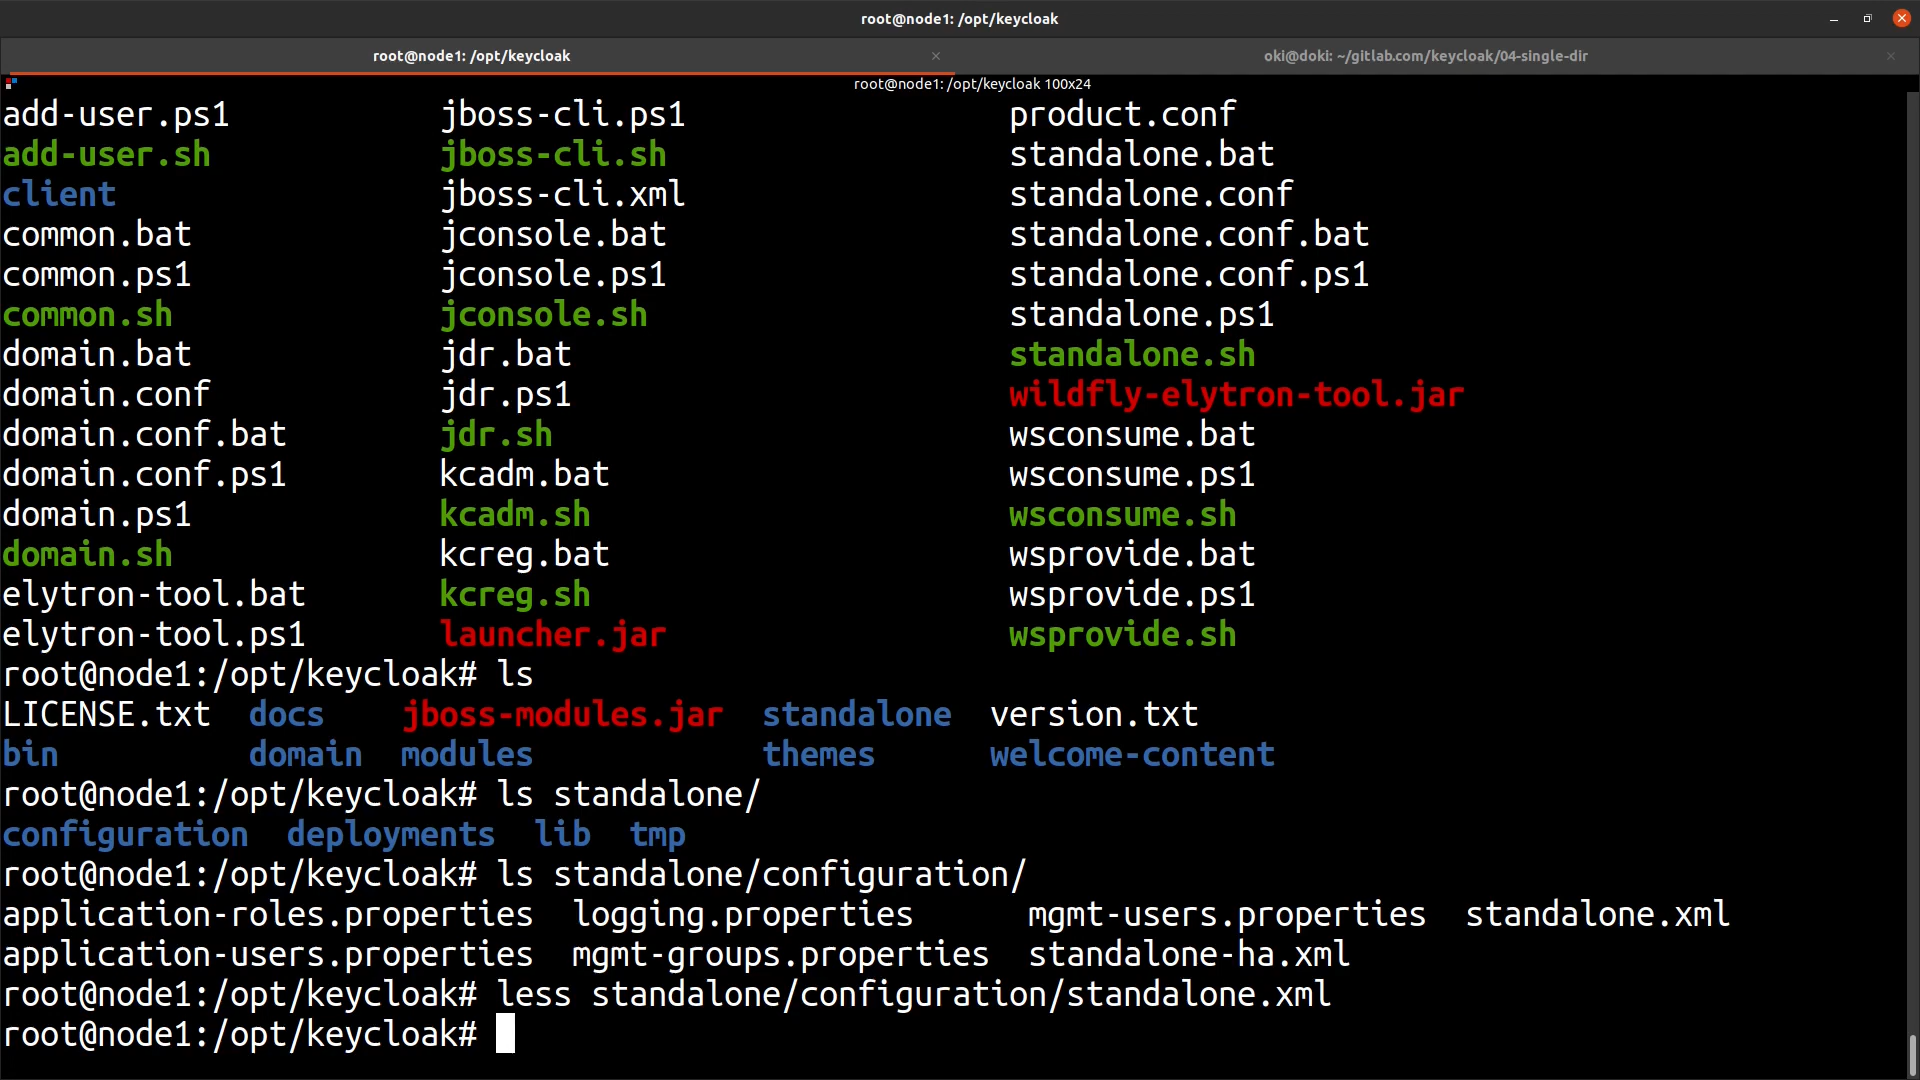 root@node1: /opt/keycloak
root@node1: /opt/keycloak oki@doki: ~/gitlab.com/keycloak/04-single-dir
root@node1: /opt/keycloak 100x24
add-user.ps1 jboss-cli.ps1 product.conf
add-user.sh jboss-cli.sh standalone.bat
client jboss-cli.xml standalone.conf
common.bat jconsole.bat standalone.conf.bat
common.ps1 jconsole.ps1 standalone.conf.ps1
common.sh jconsole.sh standalone.ps1
domain.bat jdr.bat standalone.sh
domain.conf jdr.ps1 wildfly-elytron-tool.jar
domain.conf.bat jdr.sh wsconsume.bat
domain.conf.ps1 kcadm.bat wsconsume.ps1
domain.ps1 kcadm.sh wsconsume.sh
domain.sh kcreg.bat wsprovide.bat
elytron-tool.bat kcreg.sh wsprovide.ps1
elytron-tool.ps1 launcher.jar wsprovide.sh
root@node1:/opt/keycloak# ls
LICENSE.txt docs jboss-modules.jar standalone version.txt
bin domain modules themes welcome-content
root@node1:/opt/keycloak# ls standalone/
configuration deployments lib tmp
root@node1:/opt/keycloak# ls standalone/configuration/
application-roles.properties logging.properties mgmt-users.properties standalone.xml
application-users.properties mgmt-groups.properties standalone-ha.xml
root@node1:/opt/keycloak# less standalone/configuration/standalone.xml
root@node1:/opt/keycloak#